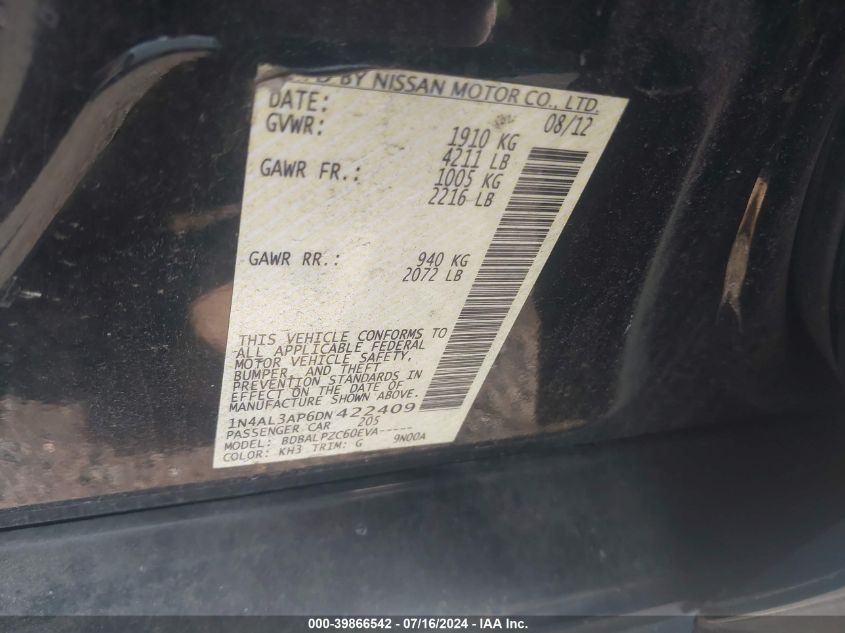 BY NISSAN MOTOR CO., LTD.
DATE: 08/12
GVWR: 1910 KG
4211 LB
GAWR FR.: 1005 KG
2216 LB
GAWR RR.: 940 KG
2072 LB
THIS VEHICLE CONFORMS TO
ALL APPLICABLE FEDERAL
MOTOR VEHICLE SAFETY,
BUMPER, AND THEFT
PREVENTION STANDARDS IN
EFFECT ON THE DATE OF
MANUFACTURE SHOWN ABOVE.
1N4AL3AP6DN422409
PASSENGER CAR 205
MODEL: BDBALPZC60EVA----- 9N00A
COLOR: KH3 TRIM: G
000-39866542 - 07/16/2024 - IAA Inc.